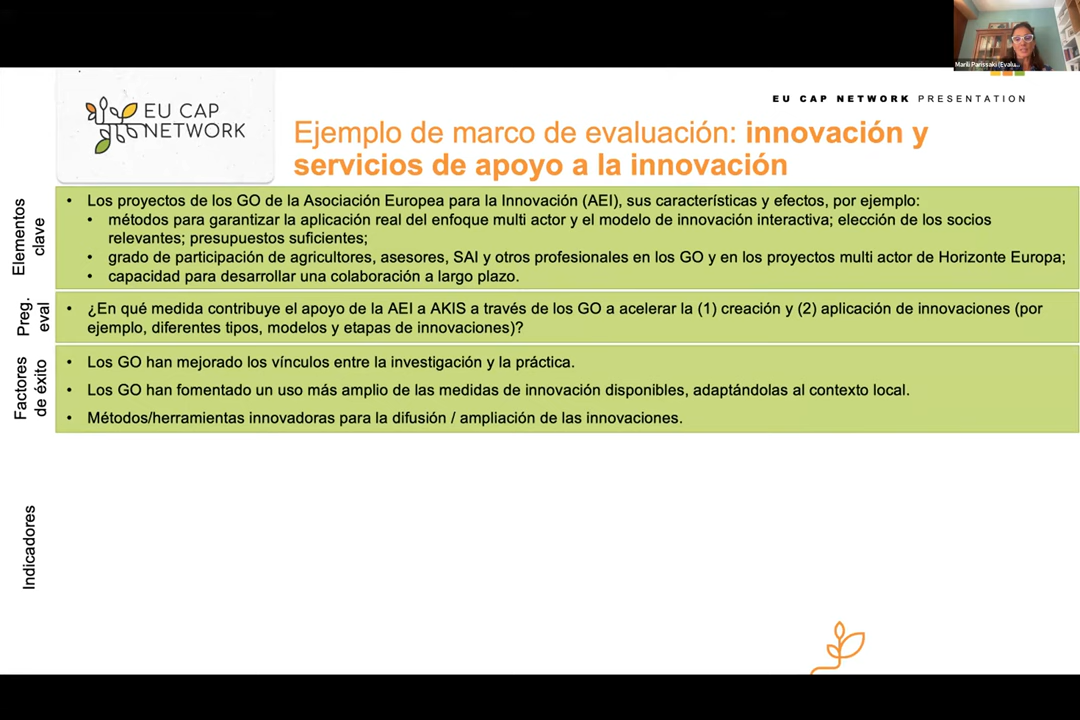 Marili Parissaki (Evalu...
EU CAP NETWORK PRESENTATION
EU CAP
NETWORK
Ejemplo de marco de evaluación: innovación y
servicios de apoyo a la innovación
Elementos
clave
• Los proyectos de los GO de la Asociación Europea para la Innovación (AEI), sus características y efectos, por ejemplo:
• métodos para garantizar la aplicación real del enfoque multi actor y el modelo de innovación interactiva; elección de los socios
relevantes; presupuestos suficientes;
• grado de participación de agricultores, asesores, SAI y otros profesionales en los GO y en los proyectos multi actor de Horizonte Europa;
• capacidad para desarrollar una colaboración a largo plazo.
Preg.
eval
• ¿En qué medida contribuye el apoyo de la AEI a AKIS a través de los GO a acelerar la (1) creación y (2) aplicación de innovaciones (por
ejemplo, diferentes tipos, modelos y etapas de innovaciones)?
Factores
de éxito
• Los GO han mejorado los vínculos entre la investigación y la práctica.
• Los GO han fomentado un uso más amplio de las medidas de innovación disponibles, adaptándolas al contexto local.
• Métodos/herramientas innovadoras para la difusión / ampliación de las innovaciones.
Indicadores